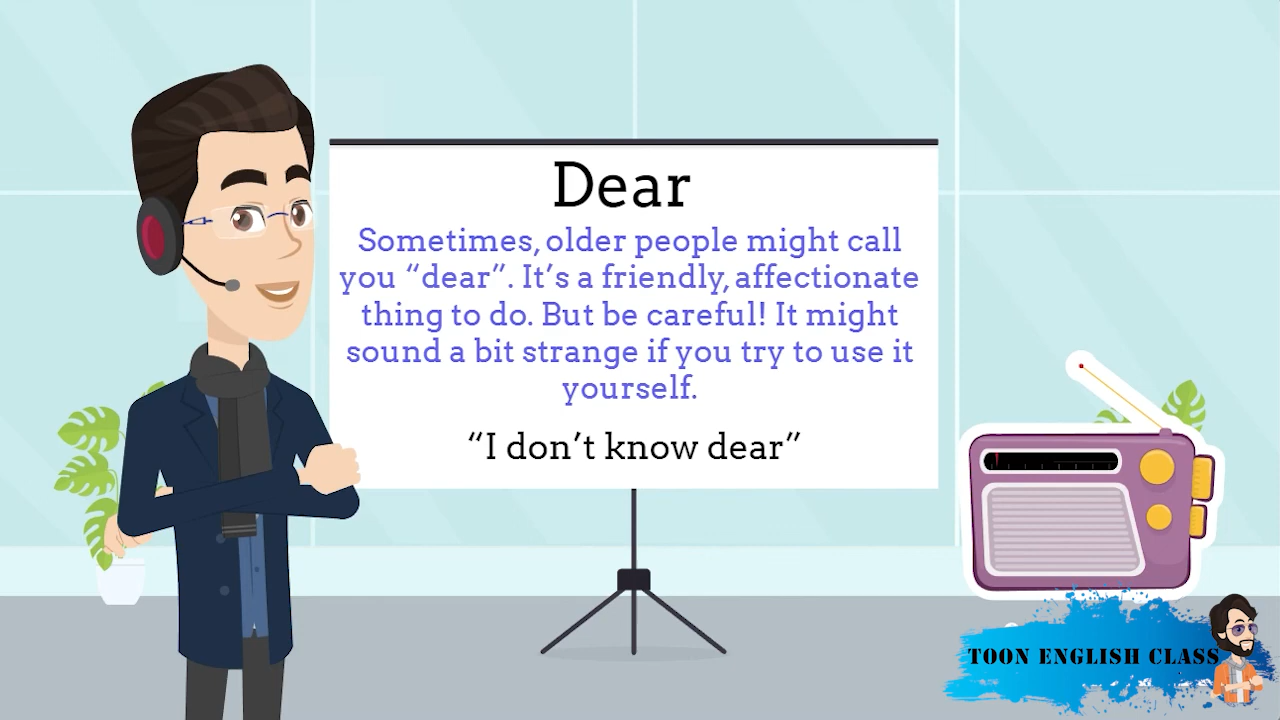 Dear
Sometimes, older people might call
you “dear”. It’s a friendly, affectionate
thing to do. But be careful! It might
sound a bit strange if you try to use it
yourself.
“I don’t know dear”
TOON ENGLISH CLASS